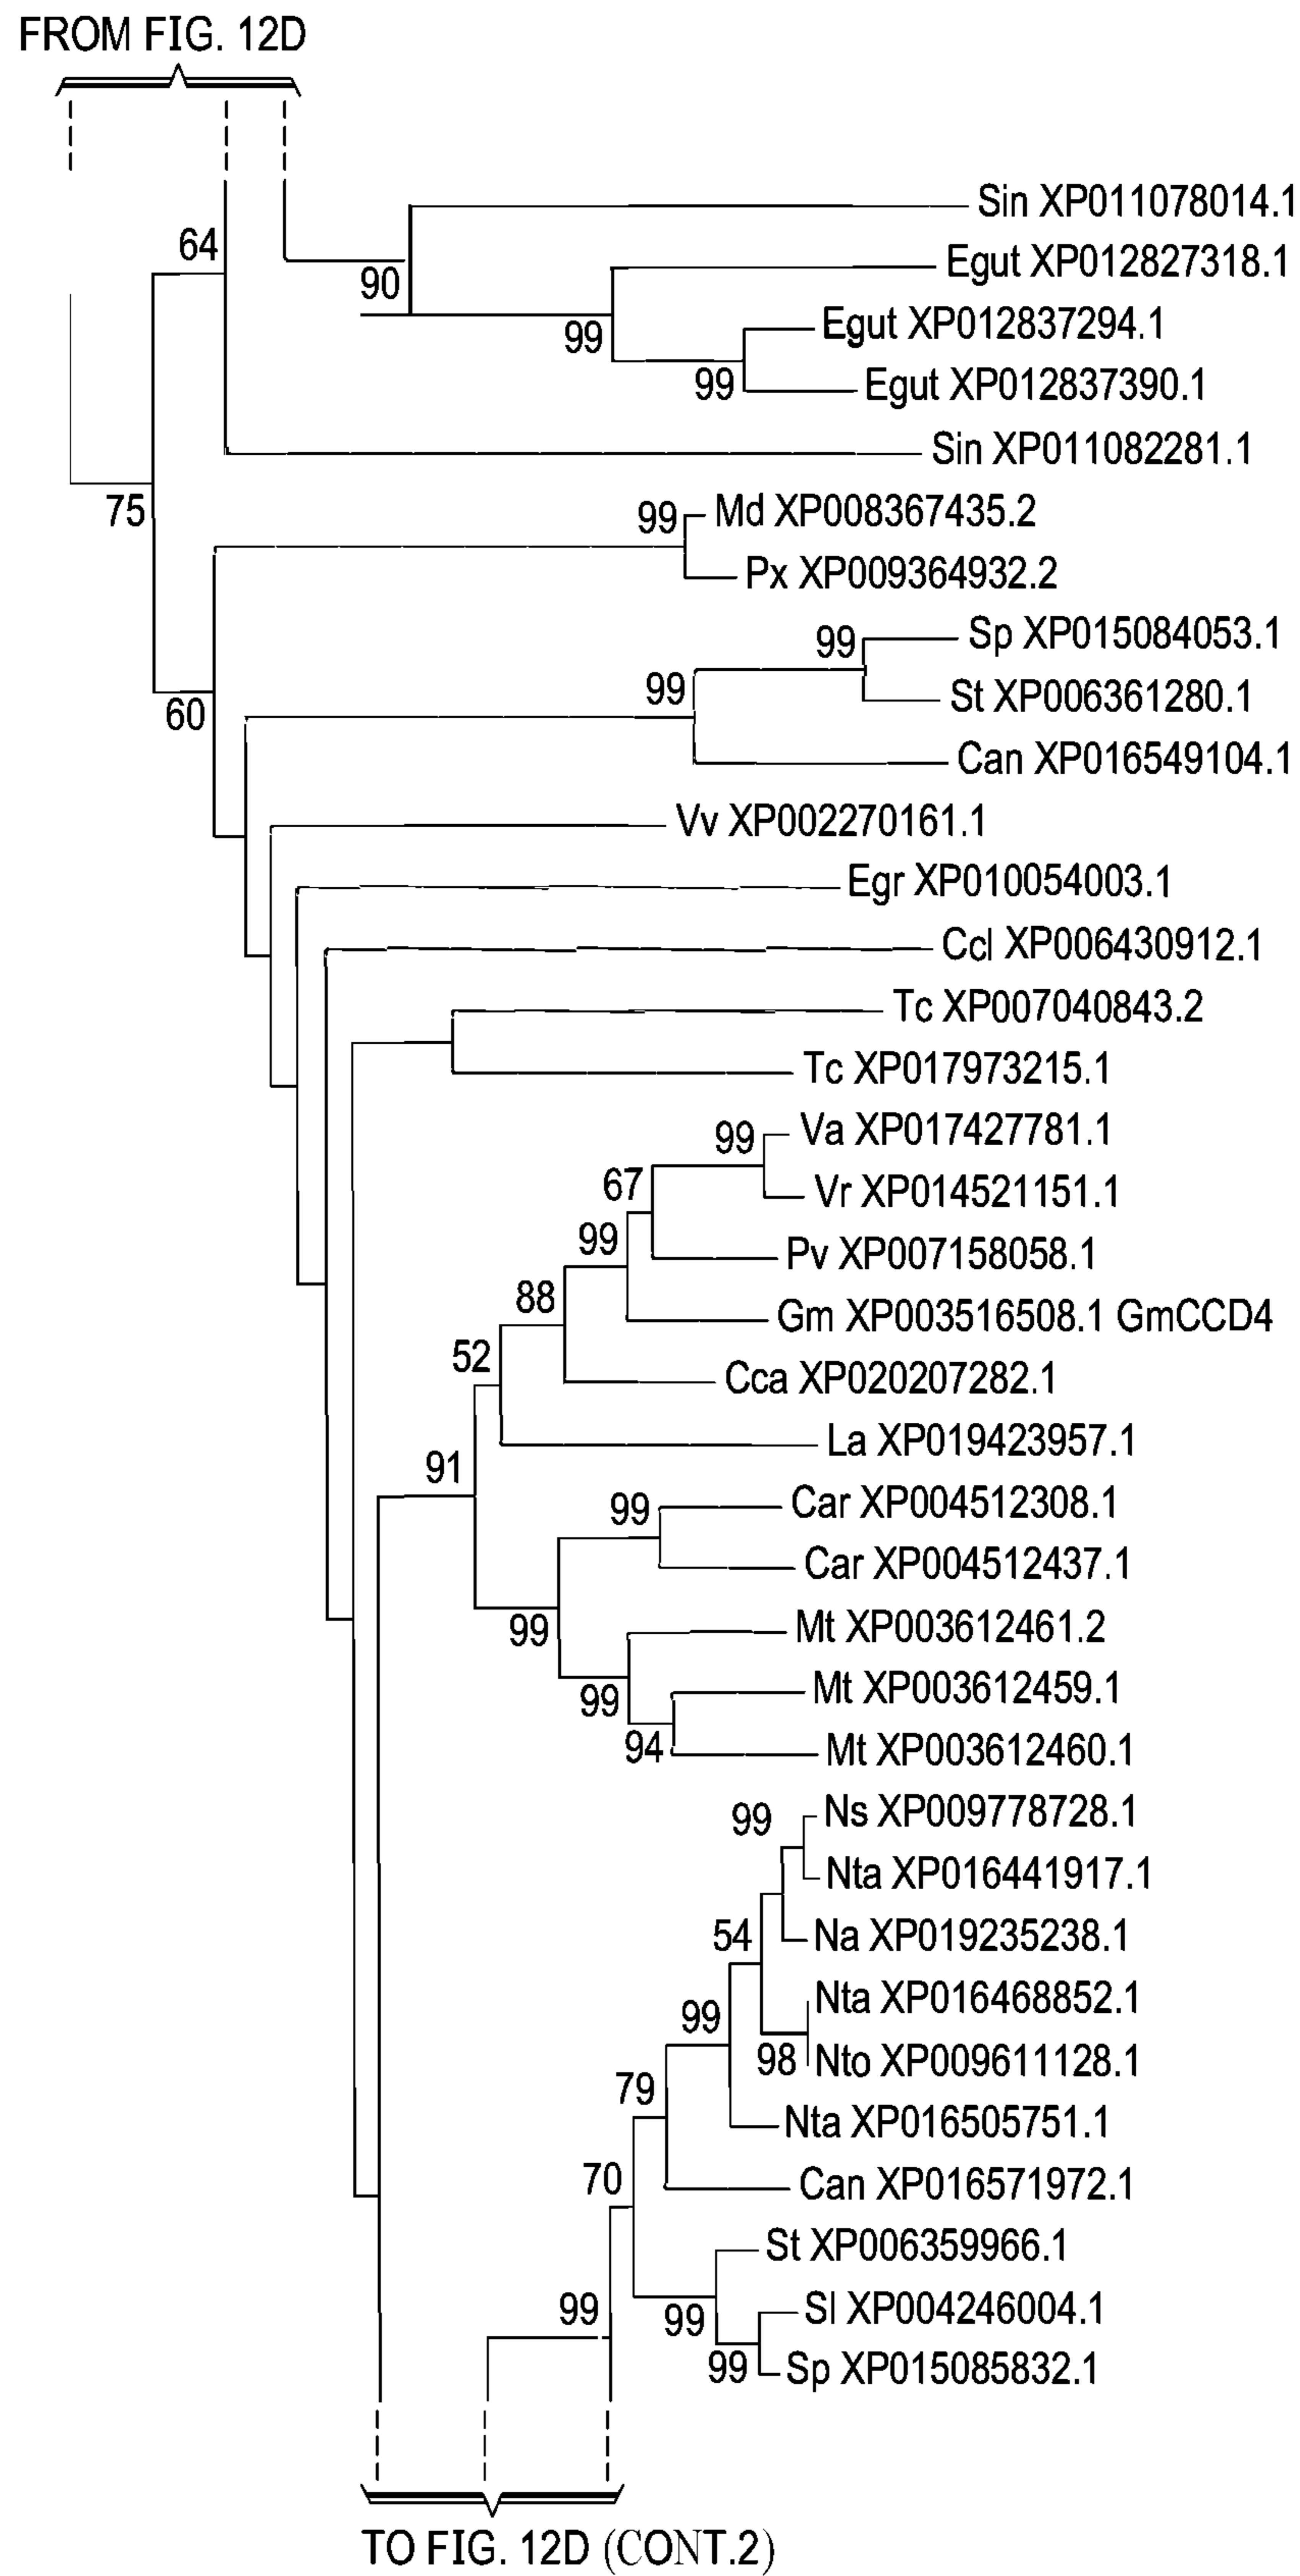 FROM FIG. 12D
Sin XP011078014.1
64
Egut XP012827318.1
90
Egut XP012837294.1
99
Egut XP012837390.1
99
Sin XP011082281.1
75
Md XP008367435.2
99
Px XP009364932.2
Sp XP015084053.1
99
St XP006361280.1
99
60
Can XP016549104.1
Vv XP002270161.1
Egr XP010054003.1
Ccl XP006430912.1
Tc XP007040843.2
Tc XP017973215.1
Va XP017427781.1
99
Vr XP014521151.1
67
Pv XP007158058.1
99
88
Gm XP003516508.1 GmCCD4
52
Cca XP020207282.1
La XP019423957.1
91
Car XP004512308.1
99
Car XP004512437.1
Mt XP003612461.2
99
Mt XP003612459.1
99
Mt XP003612460.1
94
Ns XP009778728.1
99
Nta XP016441917.1
Na XP019235238.1
54
Nta XP016468852.1
99
Nto XP009611128.1
98
79
Nta XP016505751.1
Can XP016571972.1
70
St XP006359966.1
Sl XP004246004.1
99
99
Sp XP015085832.1
99
TO FIG. 12D (CONT.2)